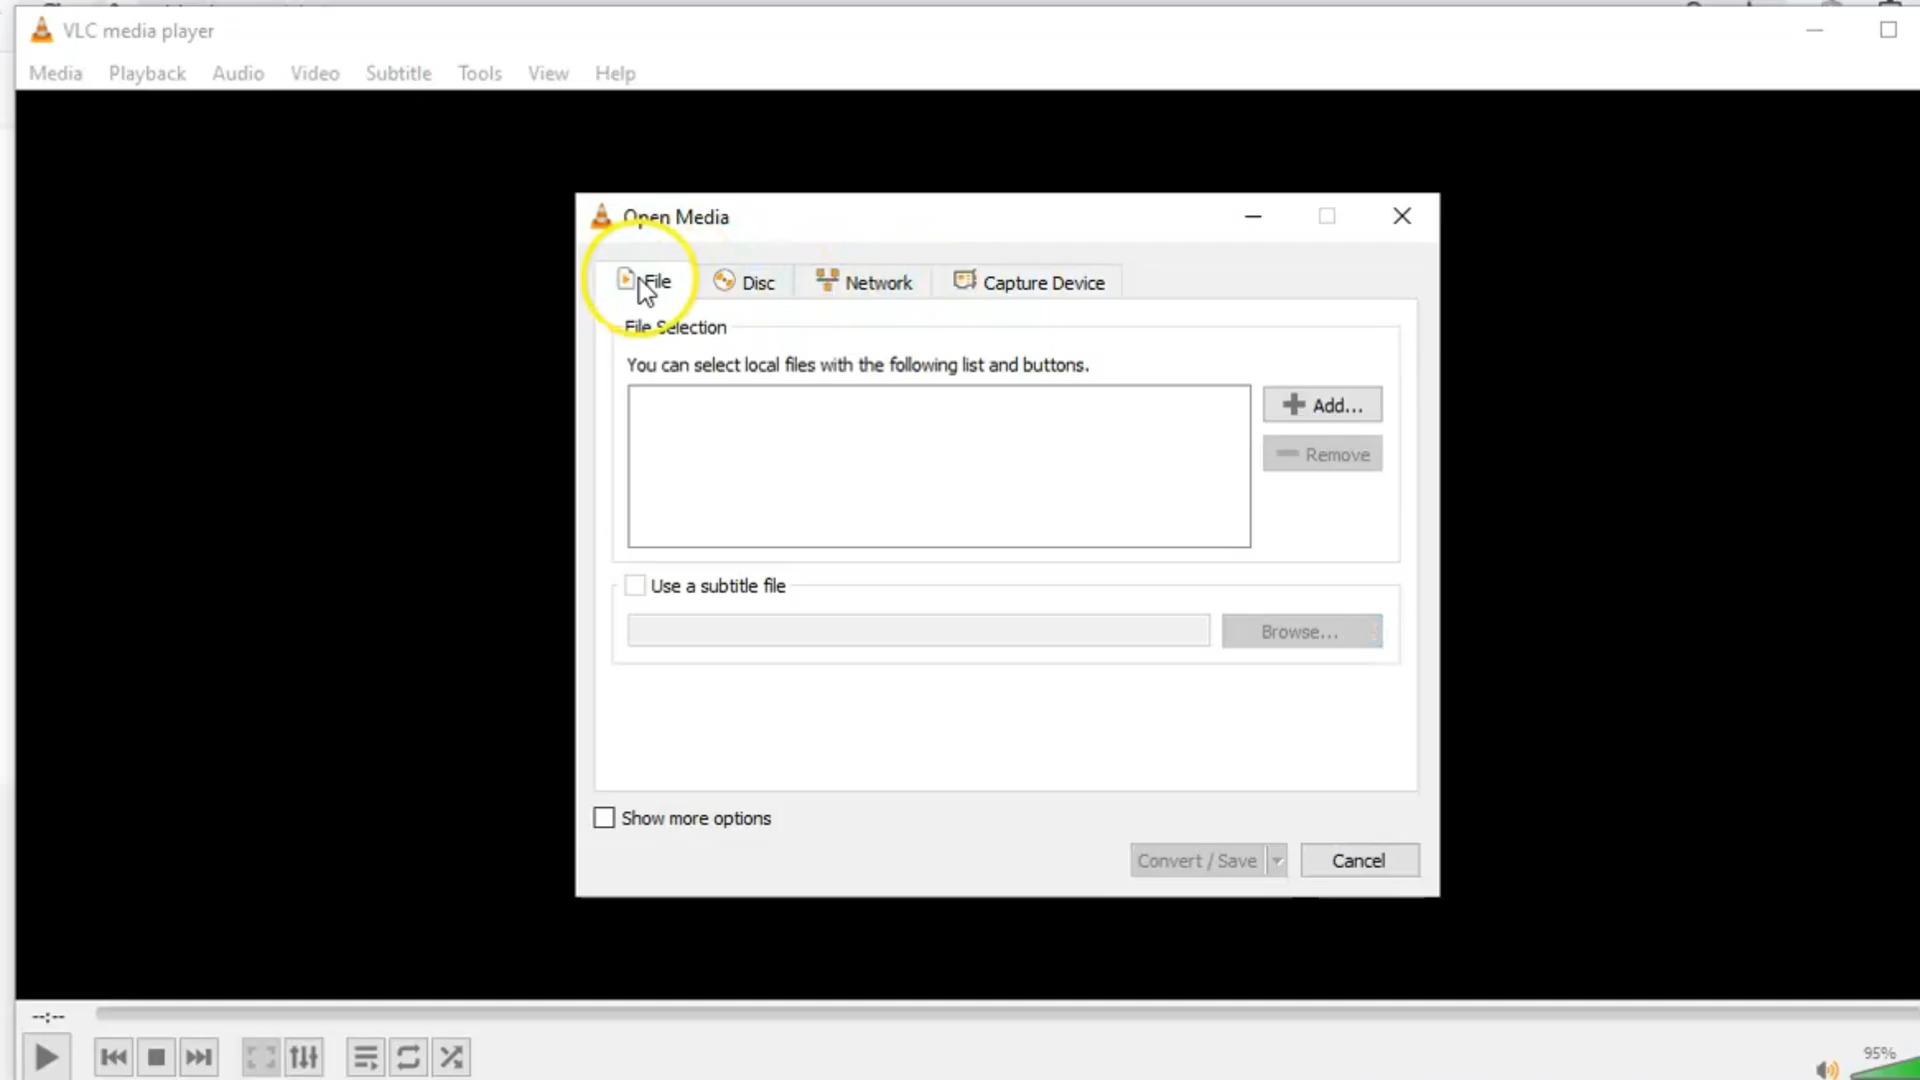 VLC media player
Media Playback Audio Video Subtitle Tools View Help
Open Media
File Disc Network Capture Device
File Selection
You can select local files with the following list and buttons.
Add...
Remove
Use a subtitle file
Browse...
Show more options
Convert / Save Cancel
--:--
95%